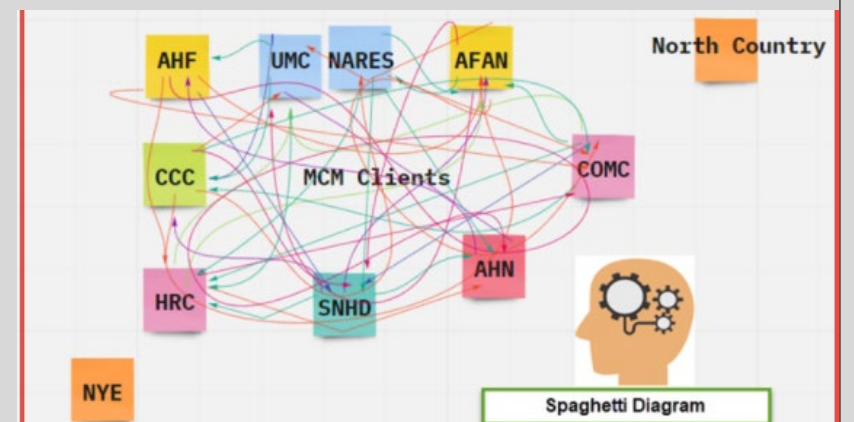 North Country
AHF
UMC
NARES
AFAN
CCC
MCM Clients
COMC
AHN
HRC
SNHD
NYE
Spaghetti Diagram